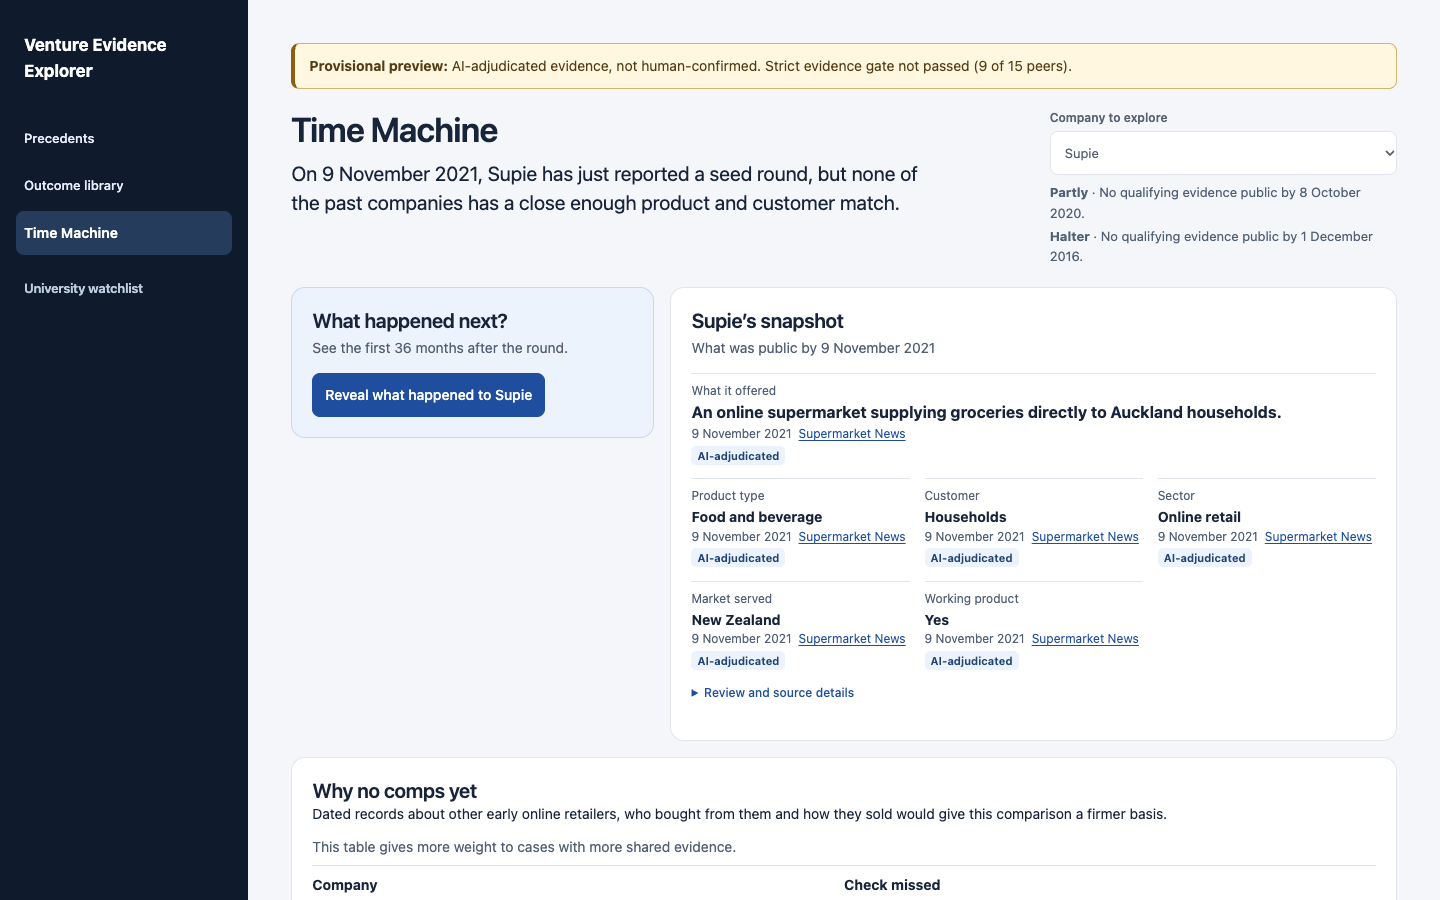 Venture Evidence
Explorer
Precedents
Outcome library
Time Machine
University watchlist
Provisional preview: AI-adjudicated evidence, not human-confirmed. Strict evidence gate not passed (9 of 15 peers).
Time Machine
On 9 November 2021, Supie has just reported a seed round, but none of
the past companies has a close enough product and customer match.
Company to explore
Supie
Partly · No qualifying evidence public by 8 October
2020.
Halter · No qualifying evidence public by 1 December
2016.
What happened next?
See the first 36 months after the round.
Reveal what happened to Supie
Supie’s snapshot
What was public by 9 November 2021
What it offered
An online supermarket supplying groceries directly to Auckland households.
9 November 2021 Supermarket News
AI-adjudicated
Product type
Food and beverage
9 November 2021 Supermarket News
AI-adjudicated
Customer
Households
9 November 2021 Supermarket News
AI-adjudicated
Sector
Online retail
9 November 2021 Supermarket News
AI-adjudicated
Market served
New Zealand
9 November 2021 Supermarket News
AI-adjudicated
Working product
Yes
9 November 2021 Supermarket News
AI-adjudicated
Review and source details
Why no comps yet
Dated records about other early online retailers, who bought from them and how they sold would give this comparison a firmer basis.
This table gives more weight to cases with more shared evidence.
Company
Check missed